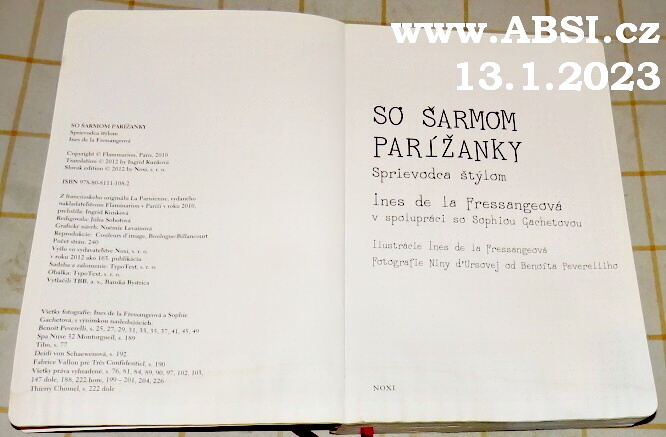 www.ABSI.cz
13.1.2023
SO ŠARMOM PARÍŽANKY
Sprievodca štýlom
Ines de la Fressangeová
Copyright © Flammarion, Paris, 2010
Translation © 2012 by Ingrid Kusková
Slovak edition © 2012 by Noxi, s. r. o.
ISBN 978-80-8111-108-2
Z francúzskeho originálu La Parisienne, vydaného
nakladateľstvom Flammarion v Paríži v roku 2010,
preložila Ingrid Kusková
Redigovala Júlia Sobotová
Grafický návrh: Noémie Levain
Reprodukcie: Couleurs d'image, Boulogne-Billancourt
Počet strán: 240
Vyšlo vo vydavateľstve Noxi, s. r. o.
v roku 2012 ako 165. publikácia
Sadzba a zalomenie: TypoText, s. r. o.
Obálka: TypoText, s. r. o.
Vytlačili TBB, a. s., Banská Bystrica
Všetky fotografie: Ines de la Fressangeová a Sophie
Gachetová, s výnimkou nasledujúcich:
Benoît Peverelli, s. 25, 27, 29, 31, 33, 35, 37, 41, 45, 49
Spa Nuxe 32 Montorgueil, s. 189
Tibo, s. 77
Deidi von Schaewenová, s. 192
Fabrice Vallon pre Très Confidentiel, s. 190
Všetky práva vyhradené, s. 76, 81, 84, 89, 90, 97, 102, 103,
147 dole, 188, 222 hore, 199 – 201, 204, 226
Thierry Chomel, s. 222 dole
SO ŠARMOM
PARÍŽANKY
Sprievodca štýlom
Ines de la Fressangeová
v spolupráci so Sophiou Gachetovou
Ilustrácie Ines de la Fressangeová
Fotografie Niny d'Ursovej od Benoîta Peverelliho
NOXI